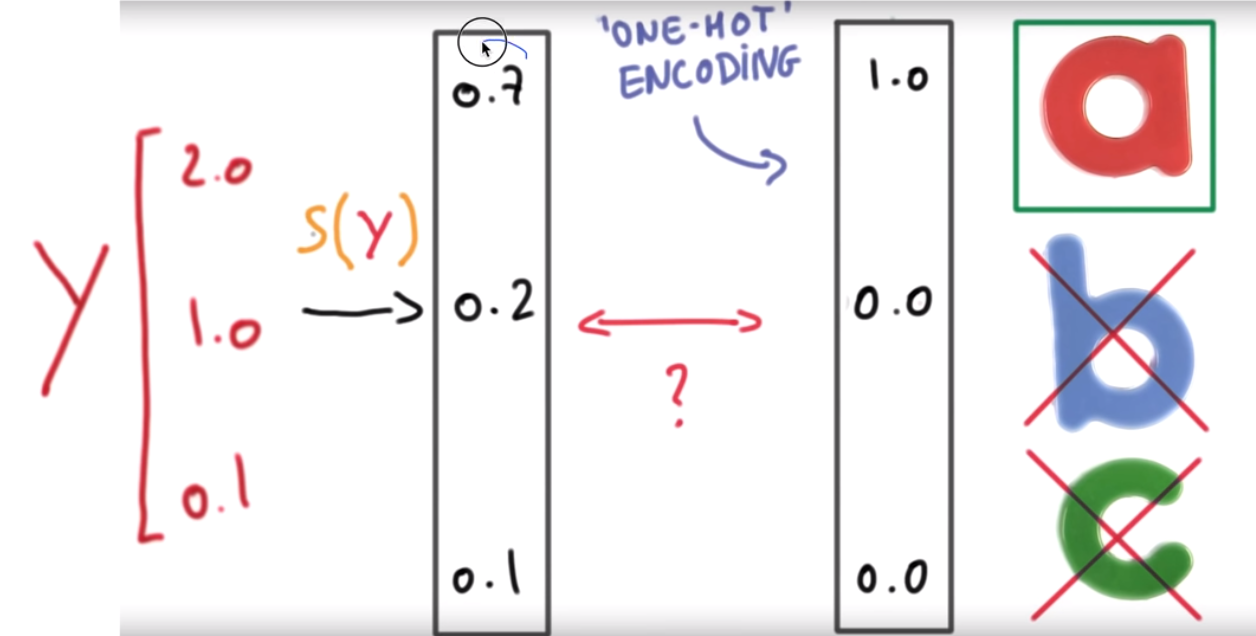 'ONE-HOT'
ENCODING
y
2.0
1.0
0.1
S(y)
0.7
0.2
0.1
?
1.0
0.0
0.0
a
b
c